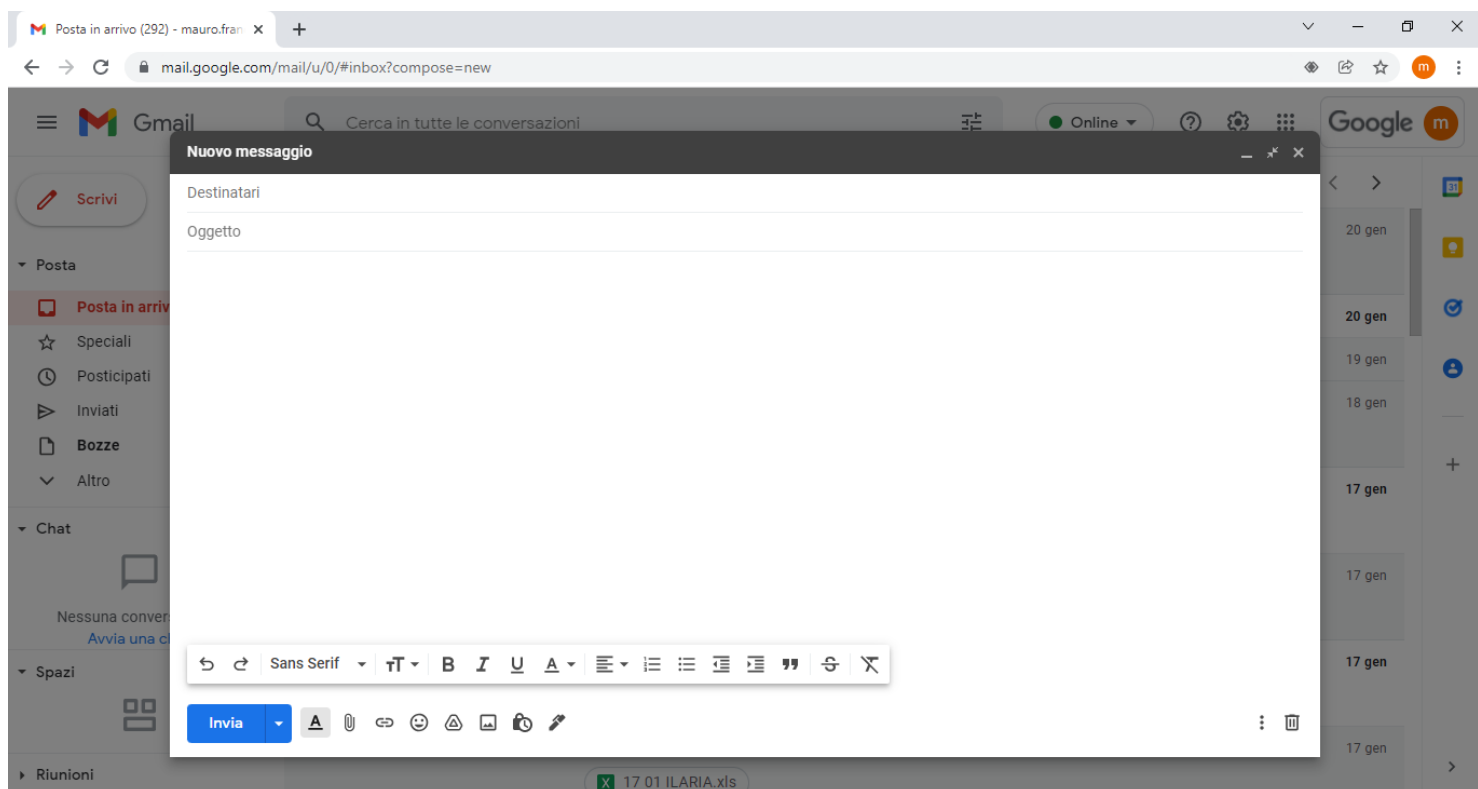 Posta in arrivo (292) - mauro.fran
mail.google.com/mail/u/0/#inbox?compose=new
m
Gmail
Cerca in tutte le conversazioni
Online
Google
m
Nuovo messaggio
Destinatari
Oggetto
Scrivi
31
20 gen
Posta
Posta in arriv
20 gen
Speciali
19 gen
Posticipati
18 gen
Inviati
Bozze
Altro
17 gen
Chat
17 gen
Nessuna conver
Avvia una c
Sans Serif
B I U A
17 gen
Spazi
Invia
A
17 gen
Riunioni
X 17 01 ILARIA.xls